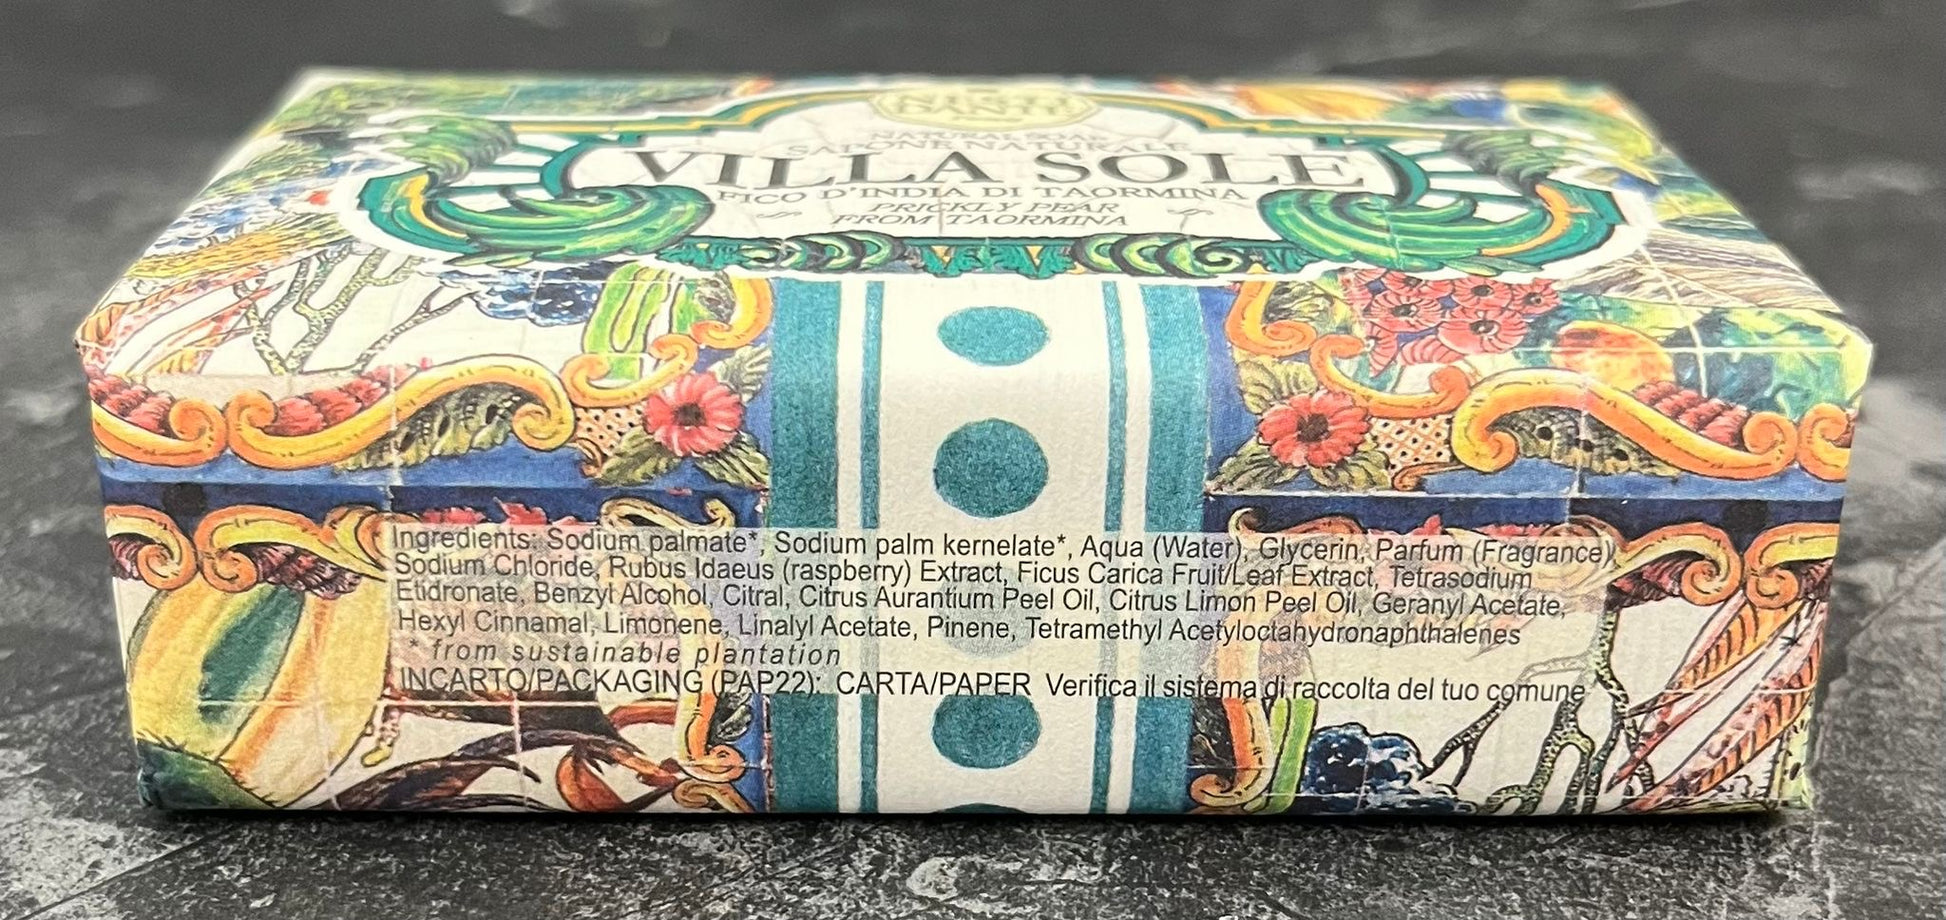 NATURAL SOAP
SAPONE NATURALE
VILLA SOLE
FICO D'INDIA DI TAORMINA
PRICKLY PEAR
FROM TAORMINA
Ingredients: Sodium palmate*, Sodium palm kernelate*, Aqua (Water), Glycerin, Parfum (Fragrance),
Sodium Chloride, Rubus Idaeus (raspberry) Extract, Ficus Carica Fruit/Leaf Extract, Tetrasodium
Etidronate, Benzyl Alcohol, Citral, Citrus Aurantium Peel Oil, Citrus Limon Peel Oil, Geranyl Acetate,
Hexyl Cinnamal, Limonene, Linalyl Acetate, Pinene, Tetramethyl Acetyloctahydronaphthalenes
* from sustainable plantation
INCARTO/PACKAGING (PAP22): CARTA/PAPER Verifica il sistema di raccolta del tuo comune